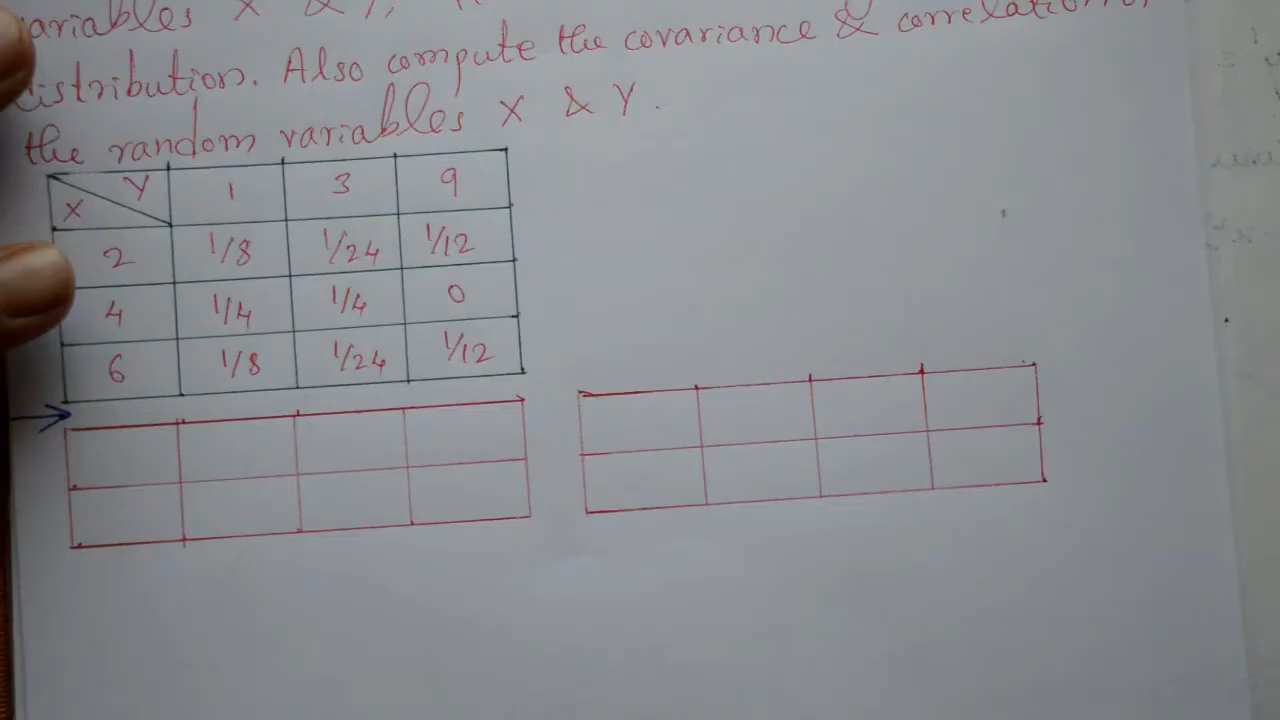 variables X & Y,
distribution. Also compute the covariance & correlation of
the random variables X & Y.
X Y 1 3 9
2 1/8 1/24 1/12
4 1/4 1/4 0
6 1/8 1/24 1/12